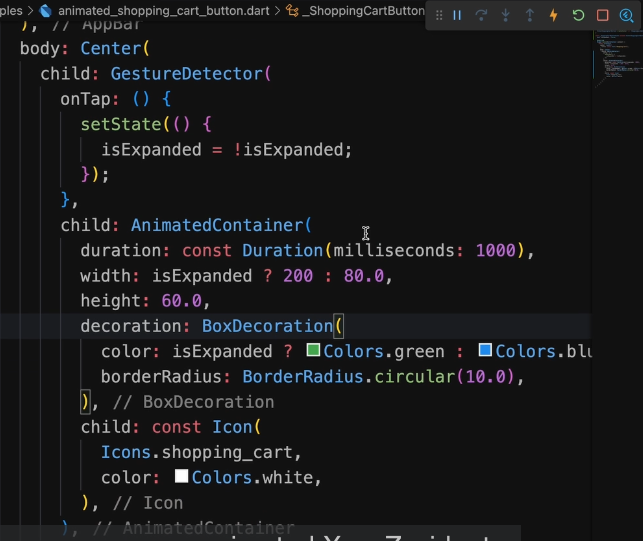 ples > animated_shopping_cart_button.dart > _ShoppingCartButton
), // AppBar
body: Center(
child: GestureDetector(
onTap: () {
setState(() {
isExpanded = !isExpanded;
});
},
child: AnimatedContainer(
duration: const Duration(milliseconds: 1000),
width: isExpanded ? 200 : 80.0,
height: 60.0,
decoration: BoxDecoration(
color: isExpanded ? Colors.green : Colors.blu
borderRadius: BorderRadius.circular(10.0),
), // BoxDecoration
child: const Icon(
Icons.shopping_cart,
color: Colors.white,
), // Icon
), // AnimatedContainer